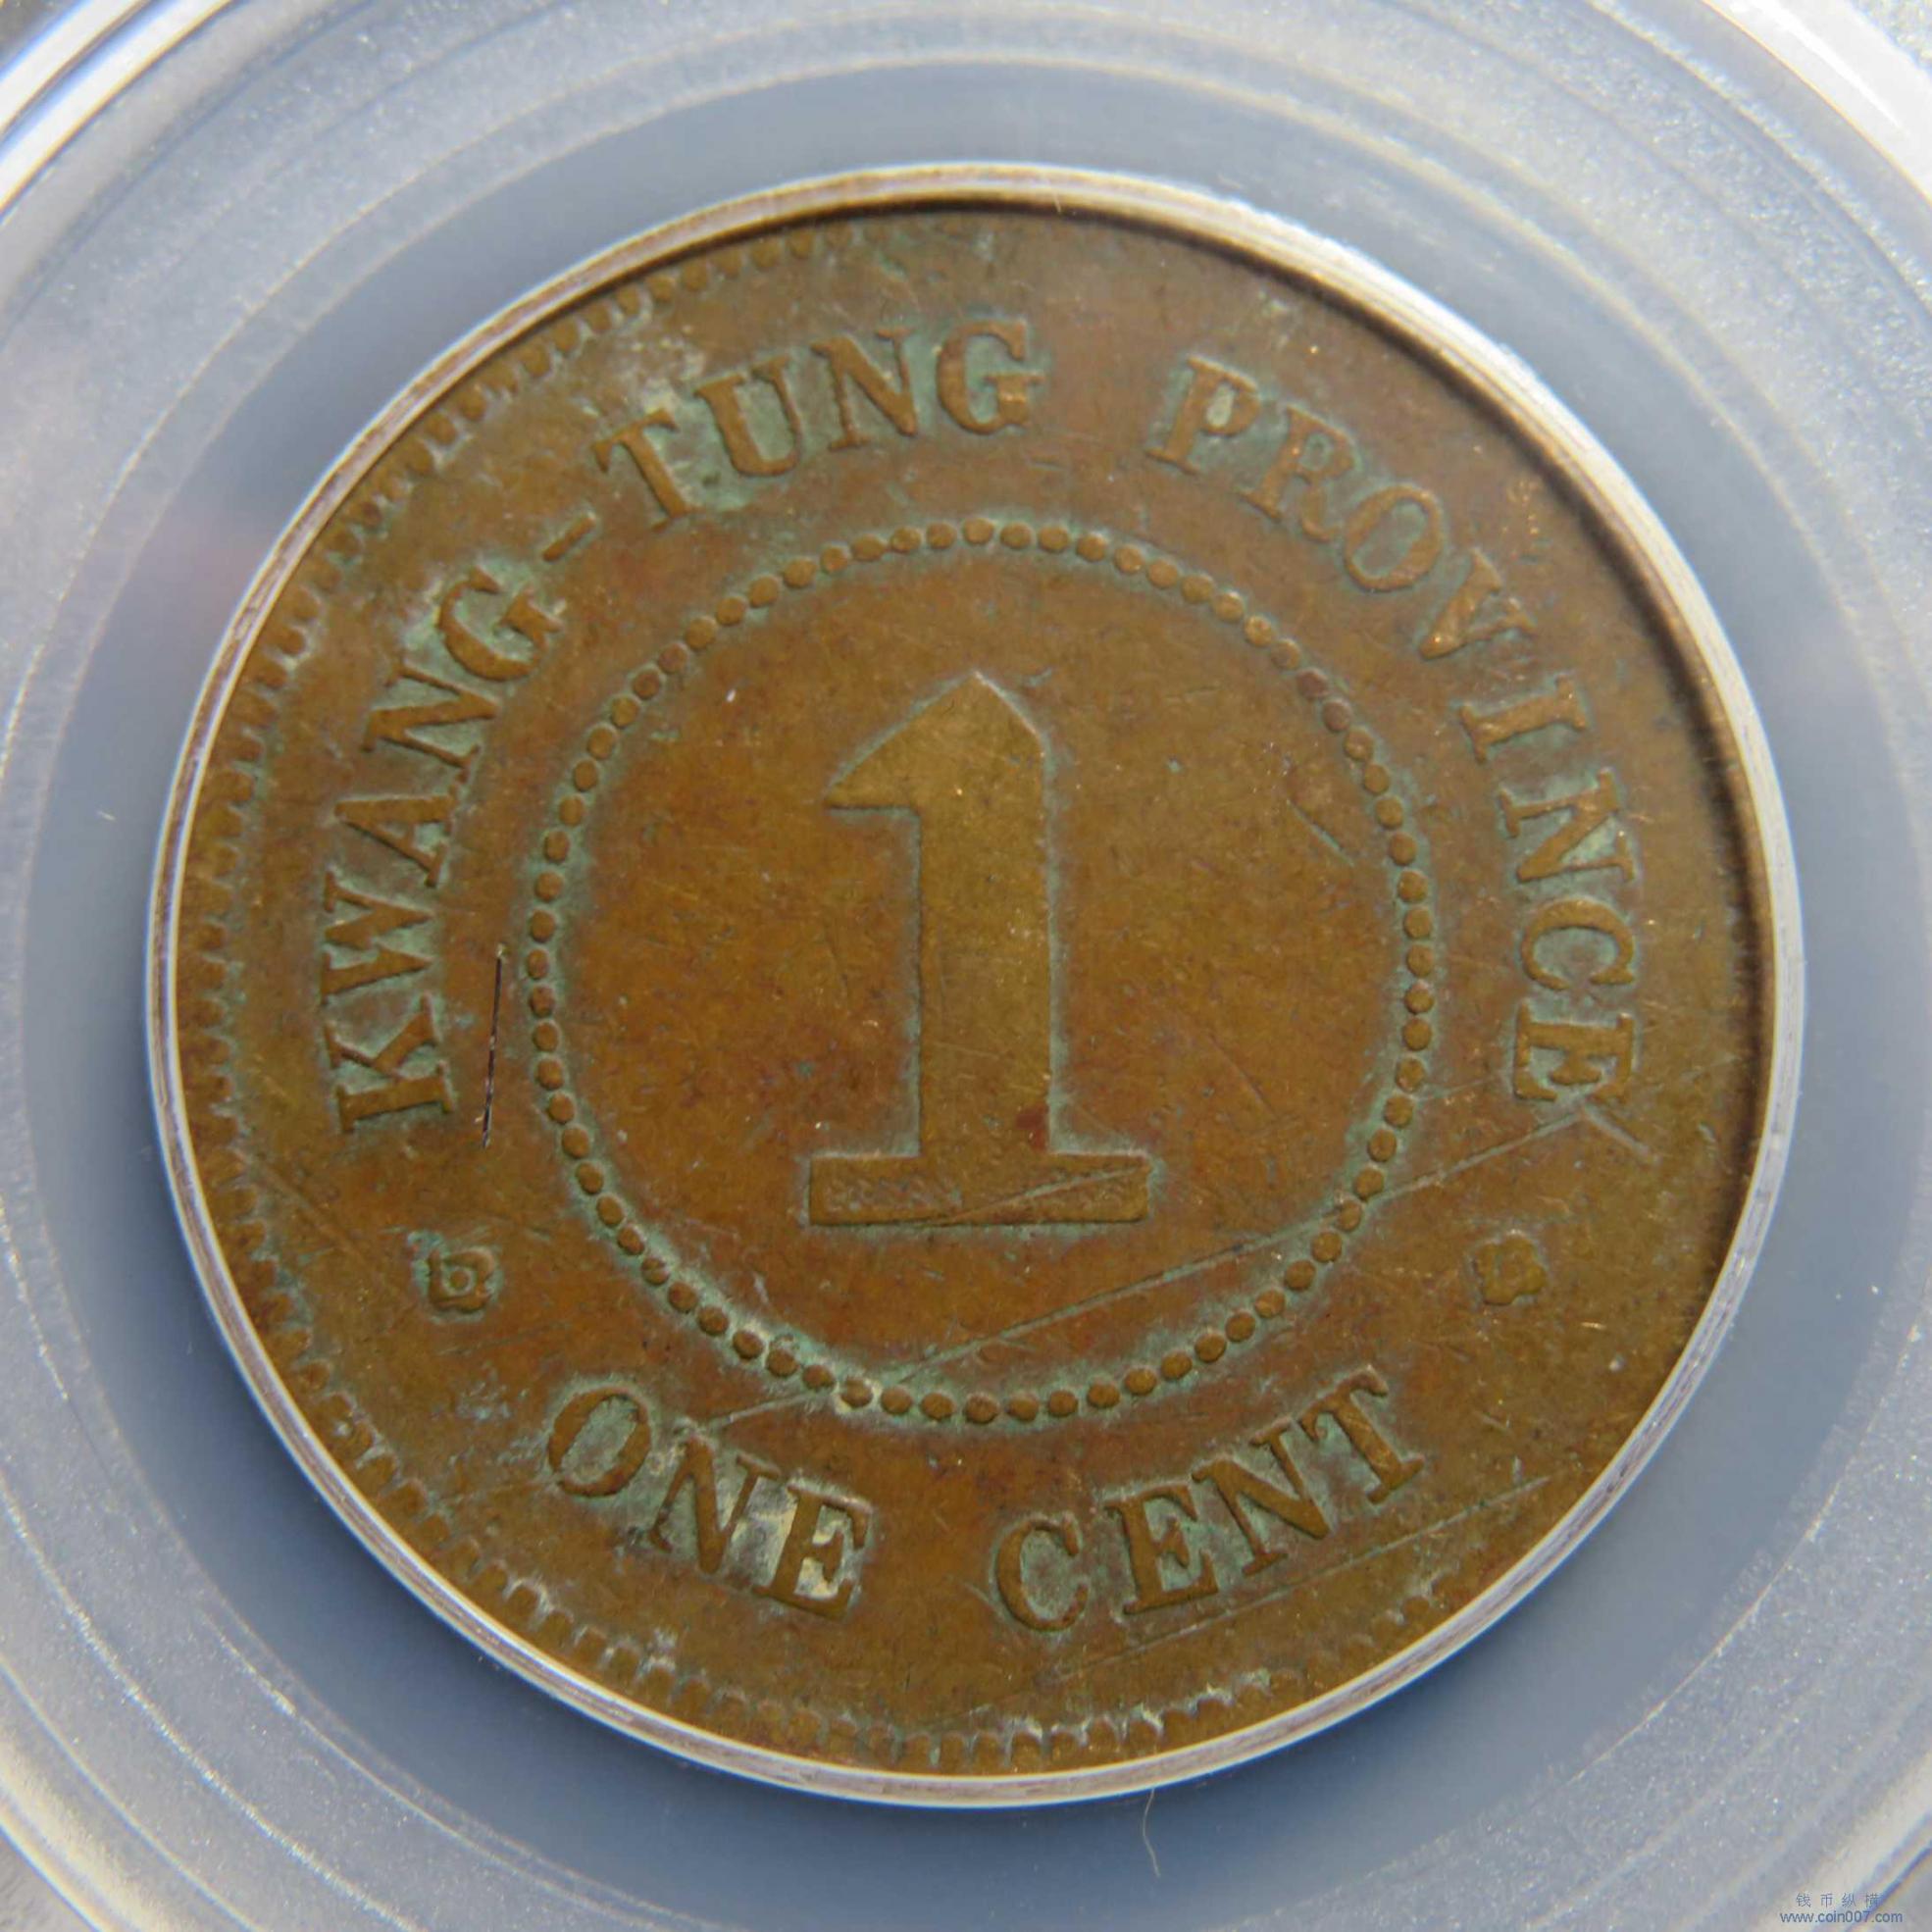 KWANG-TUNG PROVINCE
1
ONE CENT
钱币纵横
www.coin007.com